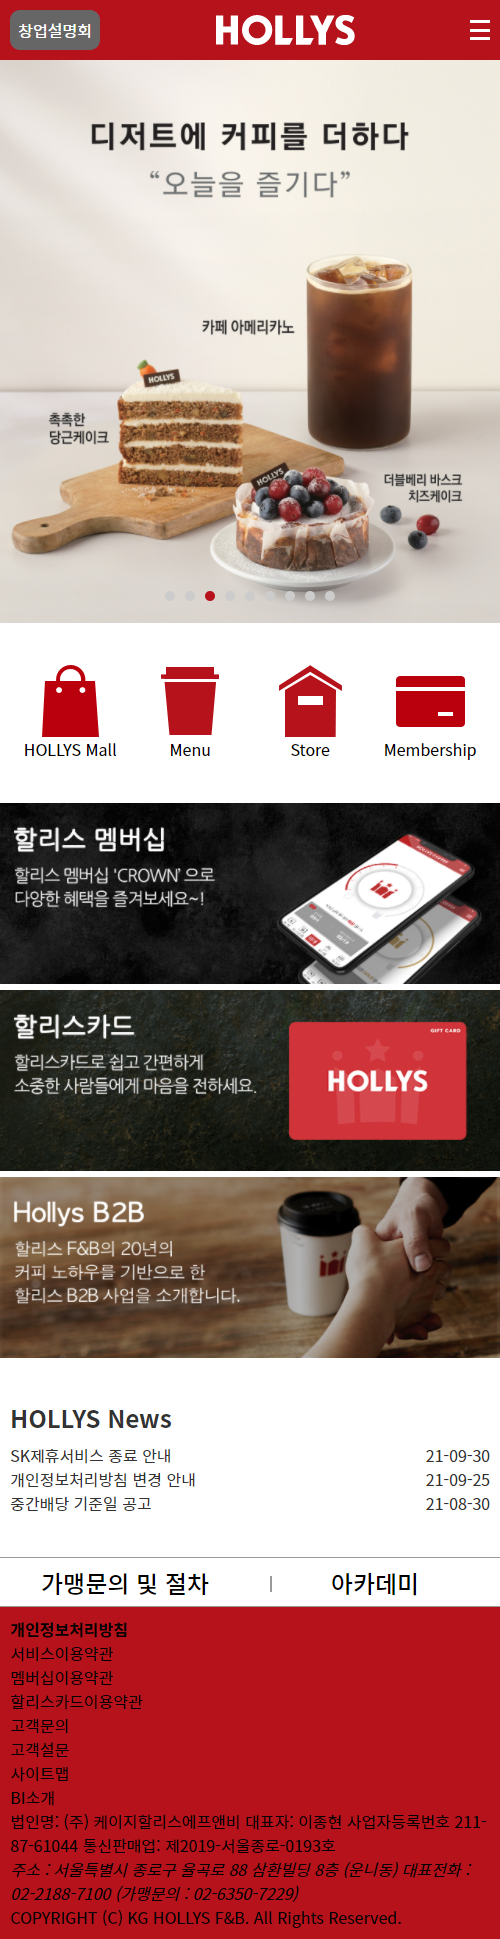 창업설명회
HOLLYS
디저트에 커피를 더하다
“오늘을 즐기다”
카페 아메리카노
HOLLYS
촉촉한
당근케이크
HOLLYS
더블베리 바스크
치즈케이크
HOLLYS Mall
Menu
Store
Membership
할리스 멤버십
할리스 멤버십 'CROWN' 으로
다양한 혜택을 즐겨보세요~!
할리스카드
할리스카드로 쉽고 간편하게
소중한 사람들에게 마음을 전하세요.
GIFT CARD
HOLLYS
Hollys B2B
할리스 F&B의 20년의
커피 노하우를 기반으로 한
할리스 B2B 사업을 소개합니다.
HOLLYS News
SK제휴서비스 종료 안내 21-09-30
개인정보처리방침 변경 안내 21-09-25
중간배당 기준일 공고 21-08-30
가맹문의 및 절차 | 아카데미
개인정보처리방침
서비스이용약관
멤버십이용약관
할리스카드이용약관
고객문의
고객설문
사이트맵
BI소개
법인명: (주) 케이지할리스에프앤비 대표자: 이종현 사업자등록번호 211-
87-61044 통신판매업: 제2019-서울종로-0193호
주소 : 서울특별시 종로구 율곡로 88 삼환빌딩 8층 (운니동) 대표전화 :
02-2188-7100 (가맹문의 : 02-6350-7229)
COPYRIGHT (C) KG HOLLYS F&B. All Rights Reserved.